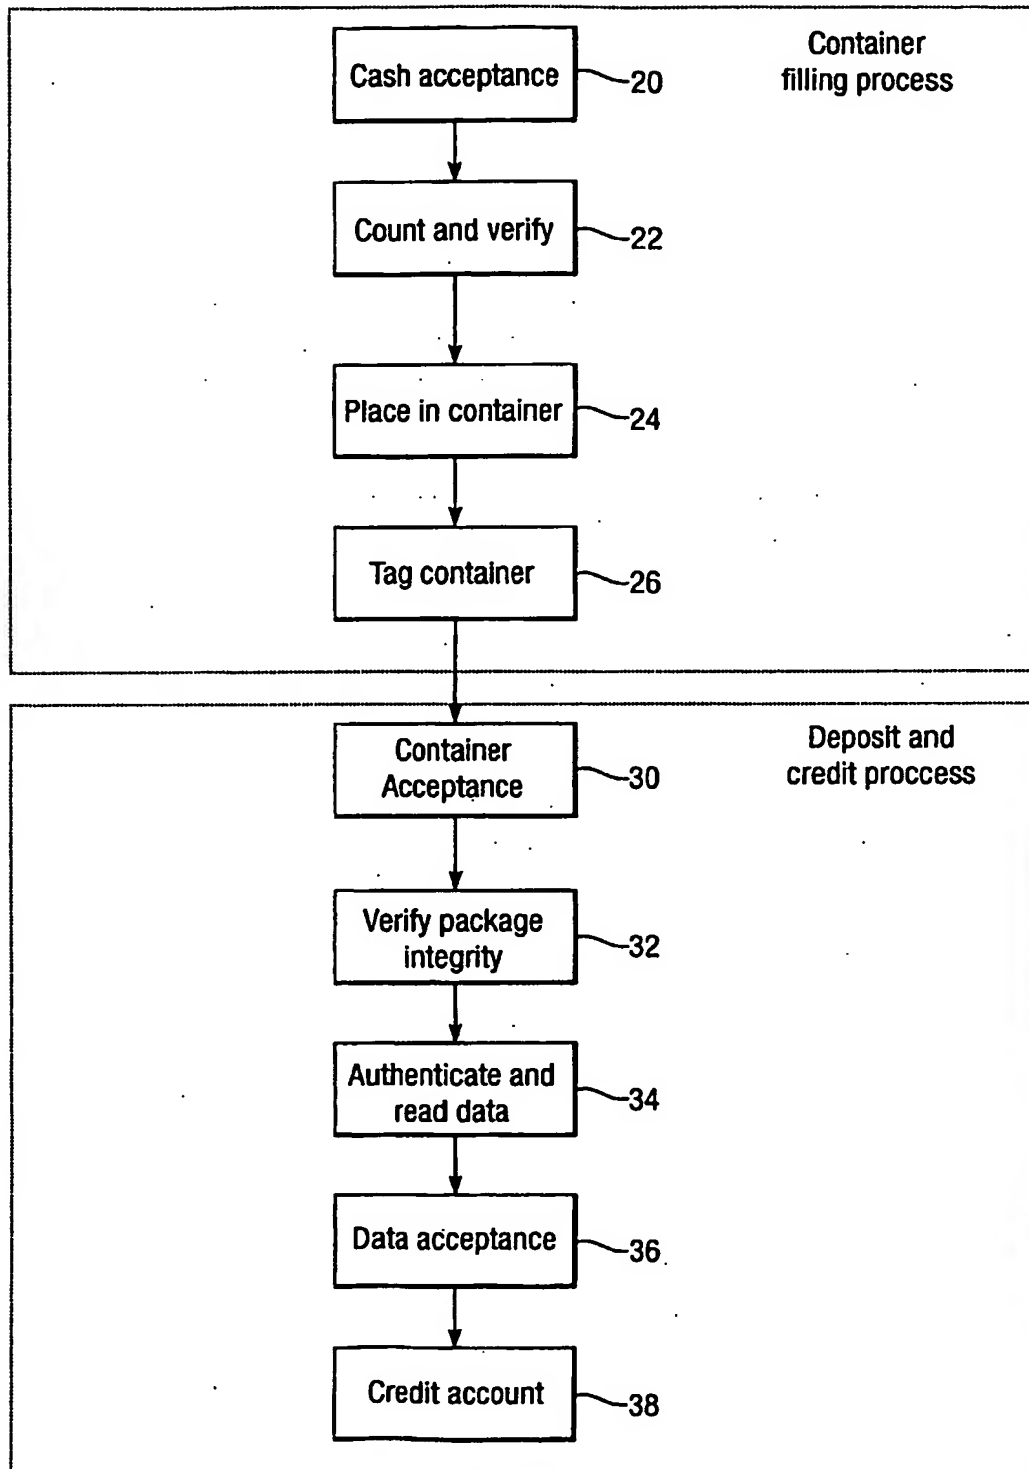 Container
filling process
Cash acceptance
20
Count and verify
22
Place in container
24
Tag container
26
Deposit and
credit proccess
Container
Acceptance
30
Verify package
integrity
32
Authenticate and
read data
34
Data acceptance
36
Credit account
38